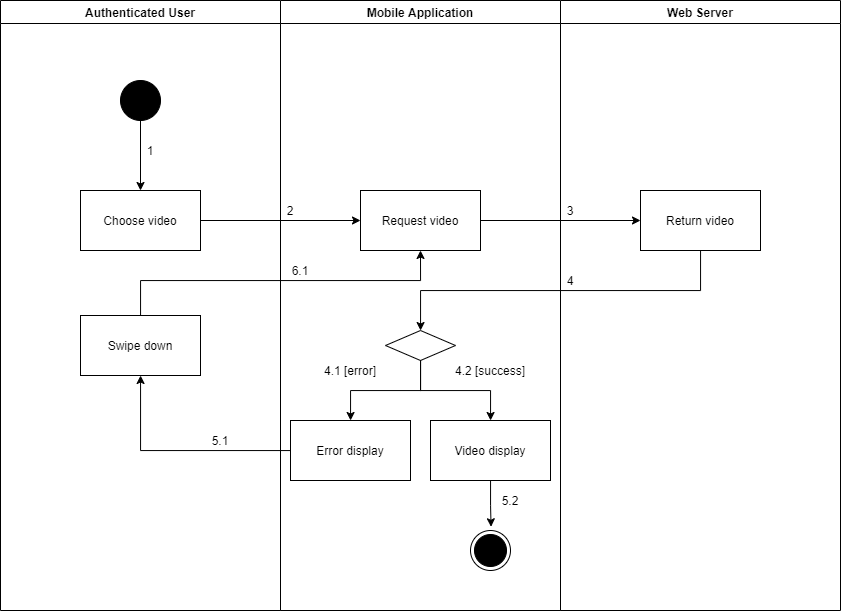 Authenticated User
Mobile Application
Web Server
1
Choose video
2
Request video
3
Return video
6.1
4
Swipe down
4.1 [error]
4.2 [success]
5.1
Error display
Video display
5.2